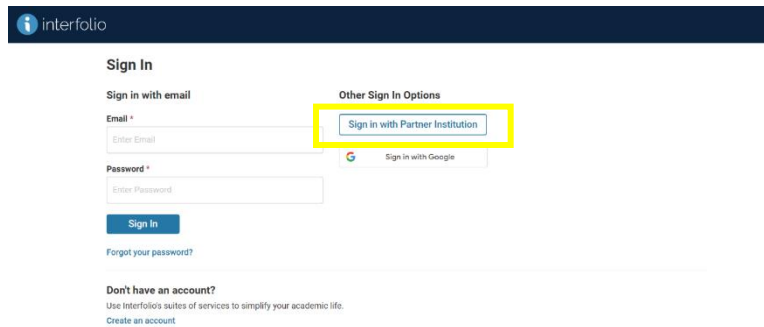 interfolio
Sign In
Sign in with email
Email *
Enter Email
Password *
Enter Password
Sign In
Forgot your password?
Other Sign In Options
Sign in with Partner Institution
Sign in with Google
Don't have an account?
Use Interfolio's suites of services to simplify your academic life.
Create an account